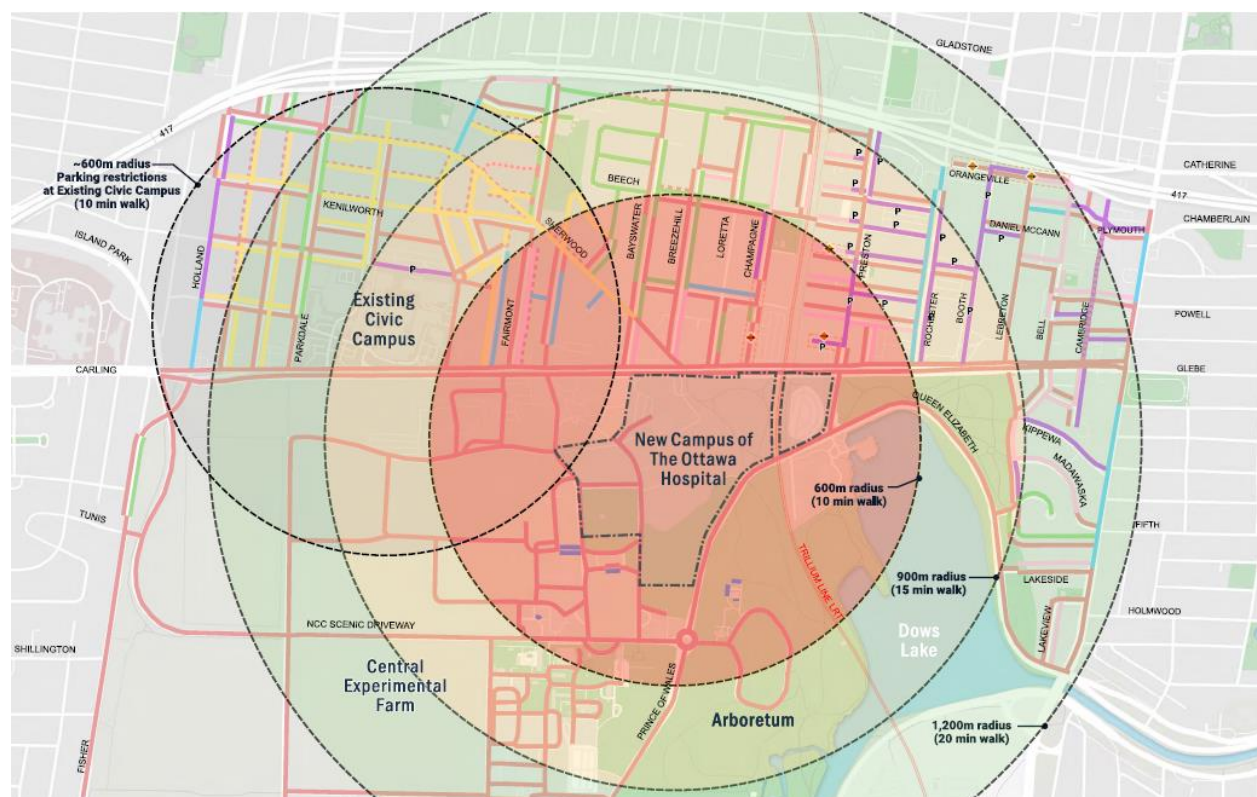 GLADSTONE
417
~600m radius
Parking restrictions
at Existing Civic Campus
(10 min walk)
CATHERINE
ORANGEVILLE
P
P
P
P
417
BEECH
P
KENILWORTH
CHAMBERLAIN
P
P
DANIEL MCCANN
PLYMOUTH
ISLAND PARK
SHERWOOD
BAYSWATER
BREEZEHILL
LORETTA
CHAMPAGNE
PRESTON
P
P
P
P
HOLLAND
P
P
P
P
Existing
Civic
Campus
PARKDALE
FAIRMONT
ROCHESTER
BOOTH
LEBRETON
BELL
CAMBRIDGE
POWELL
P
CARLING
GLEBE
QUEEN ELIZABETH
New Campus of
The Ottawa
Hospital
KIPPEWA
MADAWASKA
600m radius
(10 min walk)
TUNIS
FIFTH
TRILLIUM LINE LRT
900m radius
(15 min walk)
LAKESIDE
HOLMWOOD
NCC SCENIC DRIVEWAY
Dows
Lake
LAKEVIEW
SHILLINGTON
Central
Experimental
Farm
PRINCE OF WALES
Arboretum
1,200m radius
(20 min walk)
FISHER